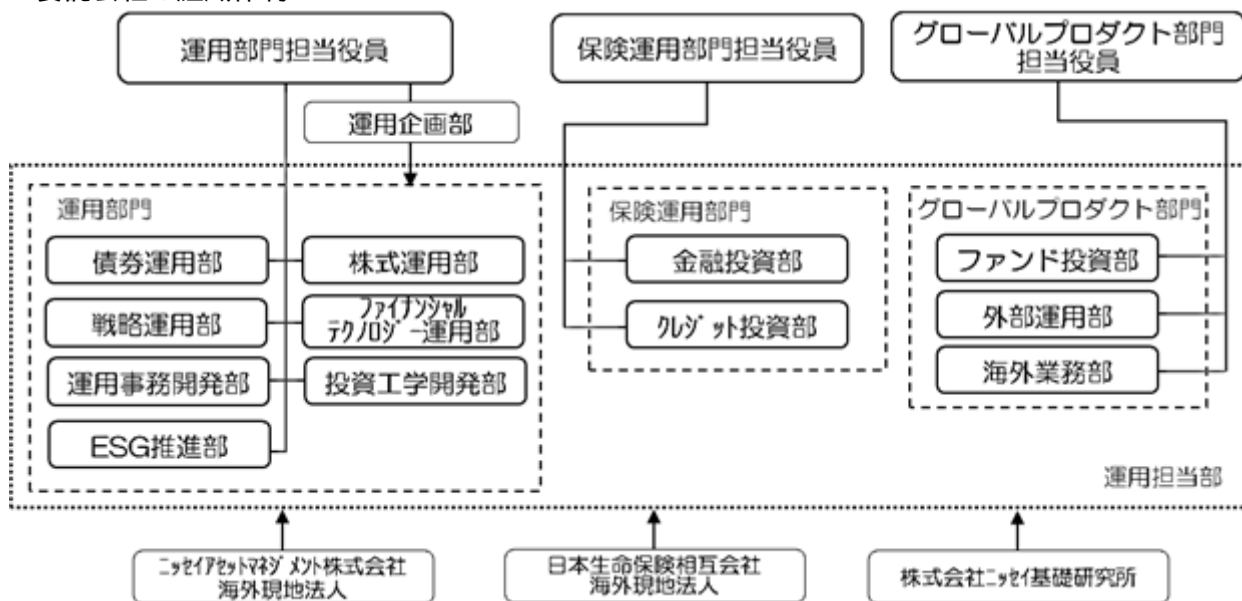 運用部門担当役員
保険運用部門担当役員
グローバルプロダクト部門
担当役員
運用企画部
運用部門
債券運用部
株式運用部
戦略運用部
ファイナンシャル
テクノロジー運用部
運用事務開発部
投資工学開発部
ESG推進部
保険運用部門
金融投資部
クレジット投資部
グローバルプロダクト部門
ファンド投資部
外部運用部
海外業務部
運用担当部
ニッセイアセットマネジメント株式会社
海外現地法人
日本生命保険相互会社
海外現地法人
株式会社ニッセイ基礎研究所